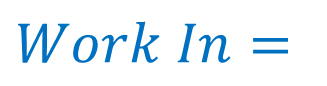 Work In =